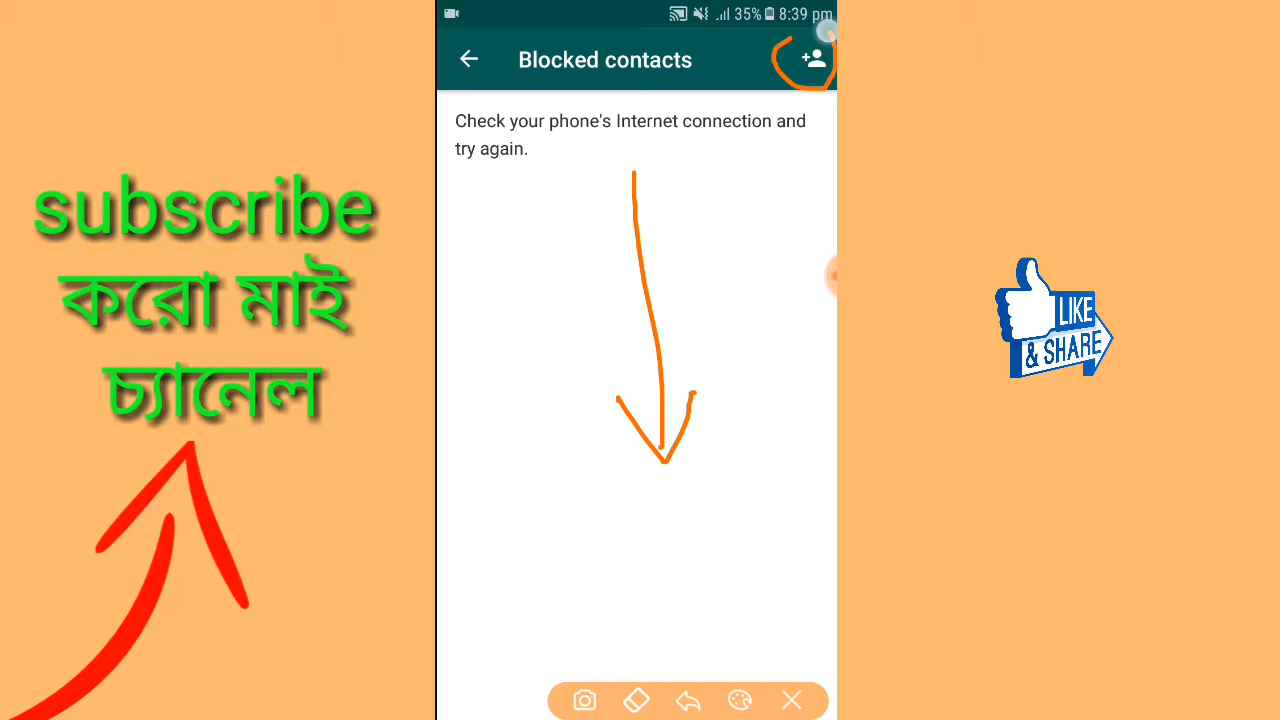 35% 8:39 pm
Blocked contacts
Check your phone's Internet connection and
try again.
subscribe
করো মাই
চ্যানেল
LIKE
& SHARE